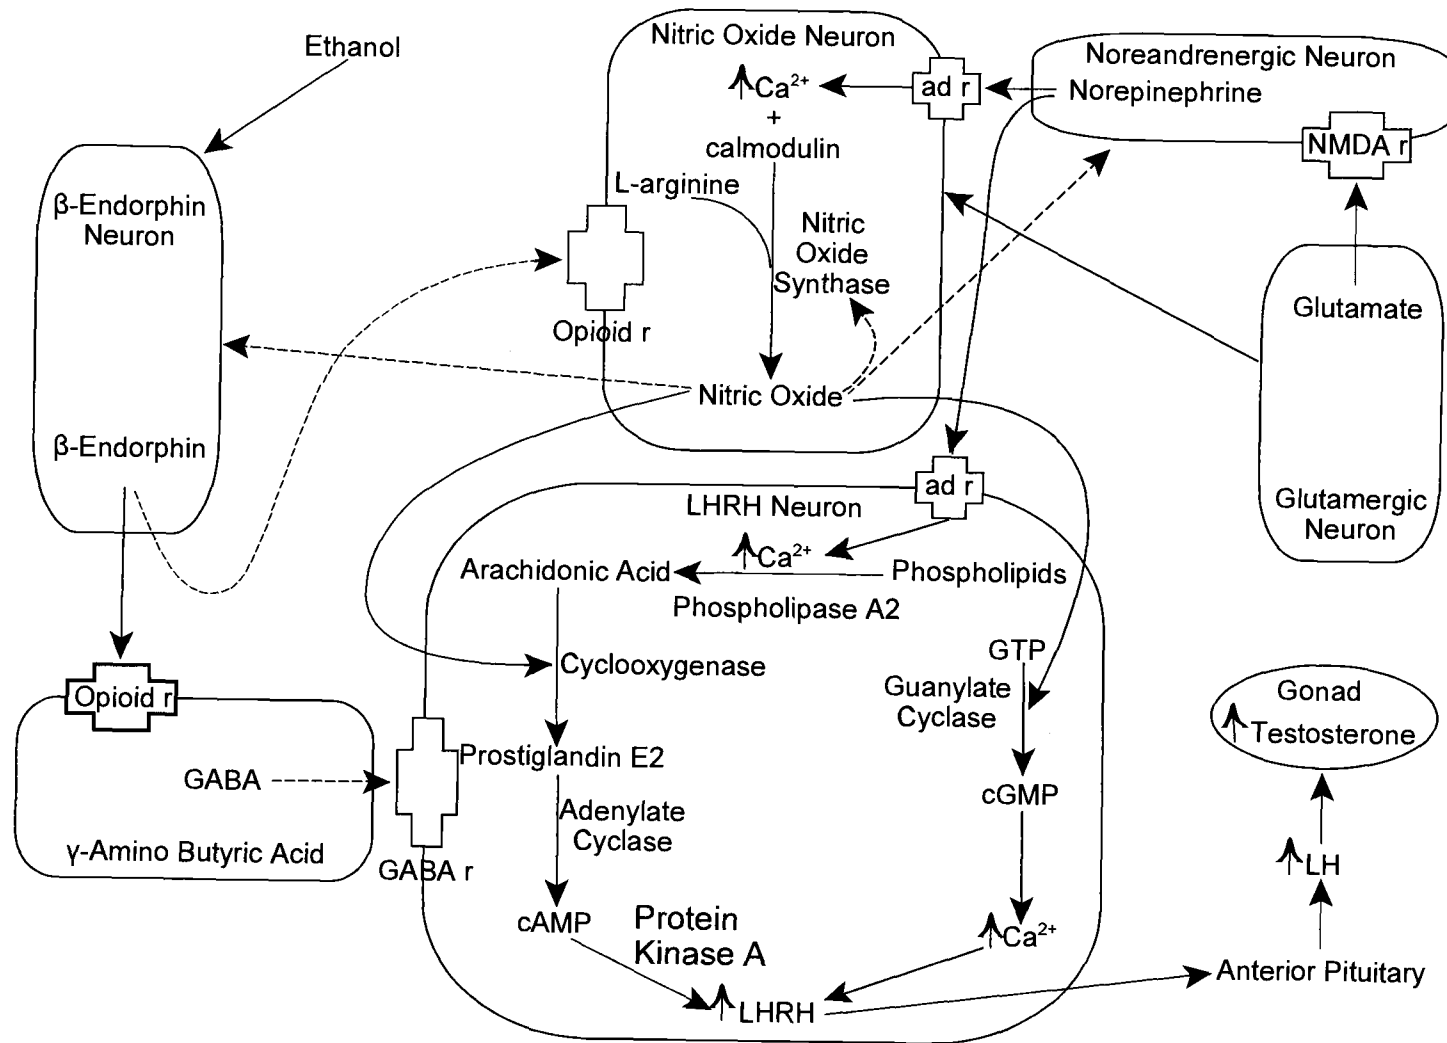 Ethanol
Nitric Oxide Neuron
Ca²⁺
+
calmodulin
L-arginine
Nitric
Oxide
Synthase
Opioid r
Nitric Oxide
ad r
Noreandrenergic Neuron
Norepinephrine
NMDA r
Glutamate
Glutamergic
Neuron
β-Endorphin
Neuron
β-Endorphin
Opioid r
GABA
γ-Amino Butyric Acid
GABA r
ad r
LHRH Neuron
Ca²⁺
Arachidonic Acid
Phospholipids
Phospholipase A2
Cyclooxygenase
Prostiglandin E2
Adenylate
Cyclase
cAMP
Protein
Kinase A
GTP
Guanylate
Cyclase
cGMP
Ca²⁺
LHRH
Gonad
Testosterone
LH
Anterior Pituitary